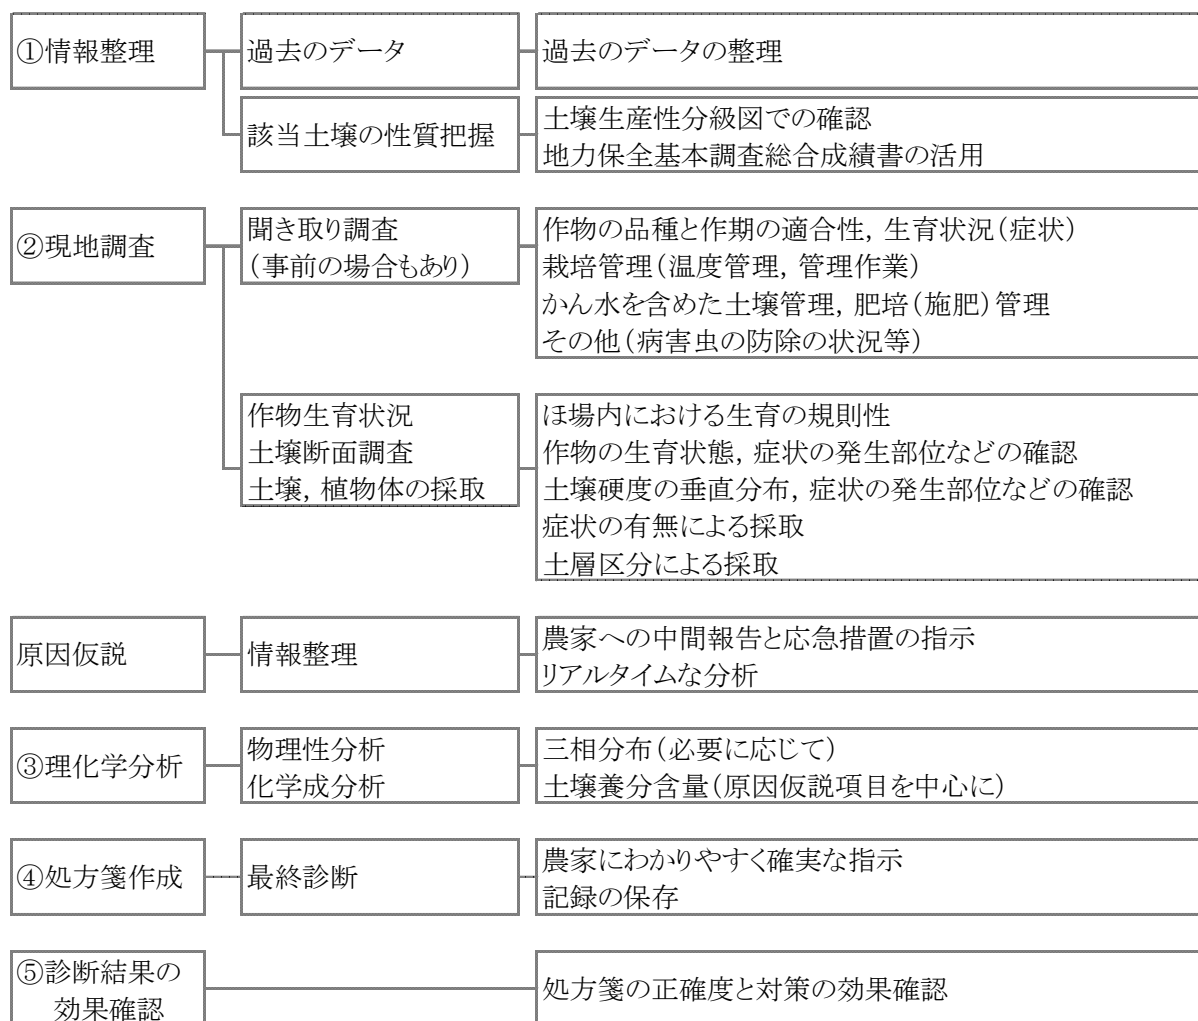 ①情報整理
過去のデータ
過去のデータの整理
該当土壌の性質把握
土壌生産性分級図での確認
地力保全基本調査総合成績書の活用
②現地調査
聞き取り調査
（事前の場合もあり）
作物の品種と作期の適合性，生育状況（症状）
栽培管理（温度管理，管理作業）
かん水を含めた土壌管理，肥培（施肥）管理
その他（病害虫の防除の状況等）
作物生育状況
土壌断面調査
土壌，植物体の採取
ほ場内における生育の規則性
作物の生育状態，症状の発生部位などの確認
土壌硬度の垂直分布，症状の発生部位などの確認
症状の有無による採取
土層区分による採取
原因仮説
情報整理
農家への中間報告と応急措置の指示
リアルタイムな分析
③理化学分析
物理性分析
化学成分析
三相分布（必要に応じて）
土壌養分含量（原因仮説項目を中心に）
④処方箋作成
最終診断
農家にわかりやすく確実な指示
記録の保存
⑤診断結果の
効果確認
処方箋の正確度と対策の効果確認